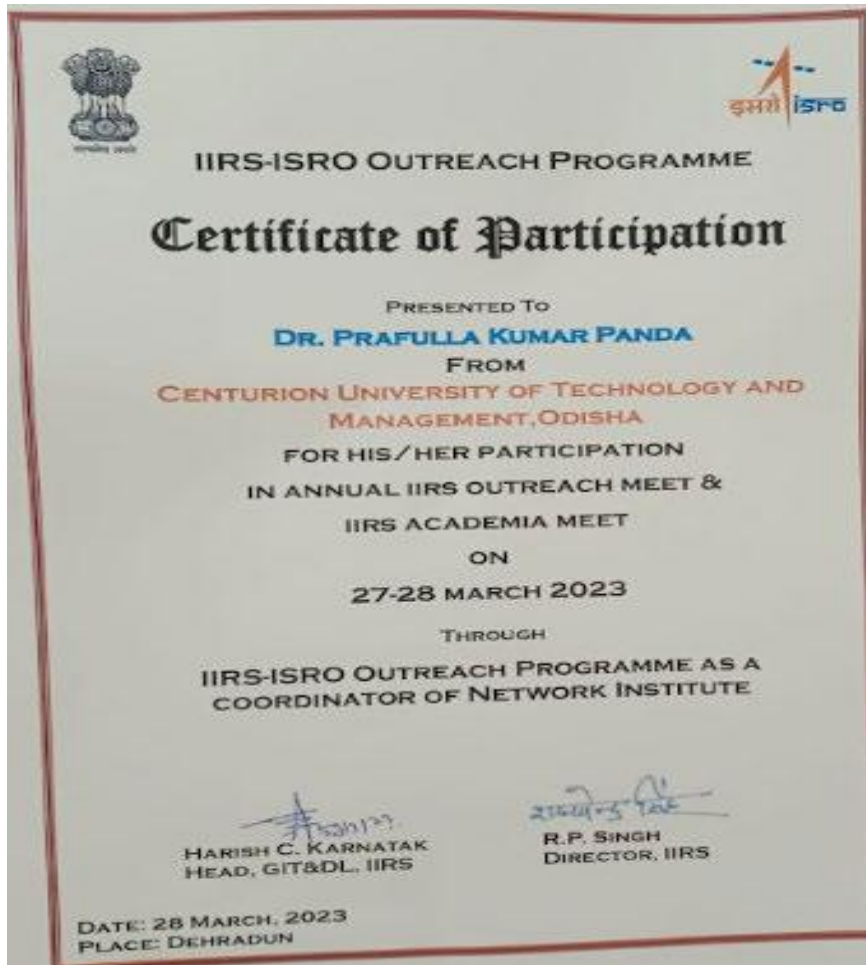 इसरो isro
IIRS-ISRO OUTREACH PROGRAMME
Certificate of Participation
PRESENTED TO
DR. PRAFULLA KUMAR PANDA
FROM
CENTURION UNIVERSITY OF TECHNOLOGY AND
MANAGEMENT,ODISHA
FOR HIS/HER PARTICIPATION
IN ANNUAL IIRS OUTREACH MEET &
IIRS ACADEMIA MEET
ON
27-28 MARCH 2023
THROUGH
IIRS-ISRO OUTREACH PROGRAMME AS A
COORDINATOR OF NETWORK INSTITUTE
HARISH C. KARNATAK
HEAD, GIT&DL, IIRS
R.P. SINGH
DIRECTOR, IIRS
DATE: 28 MARCH, 2023
PLACE: DEHRADUN